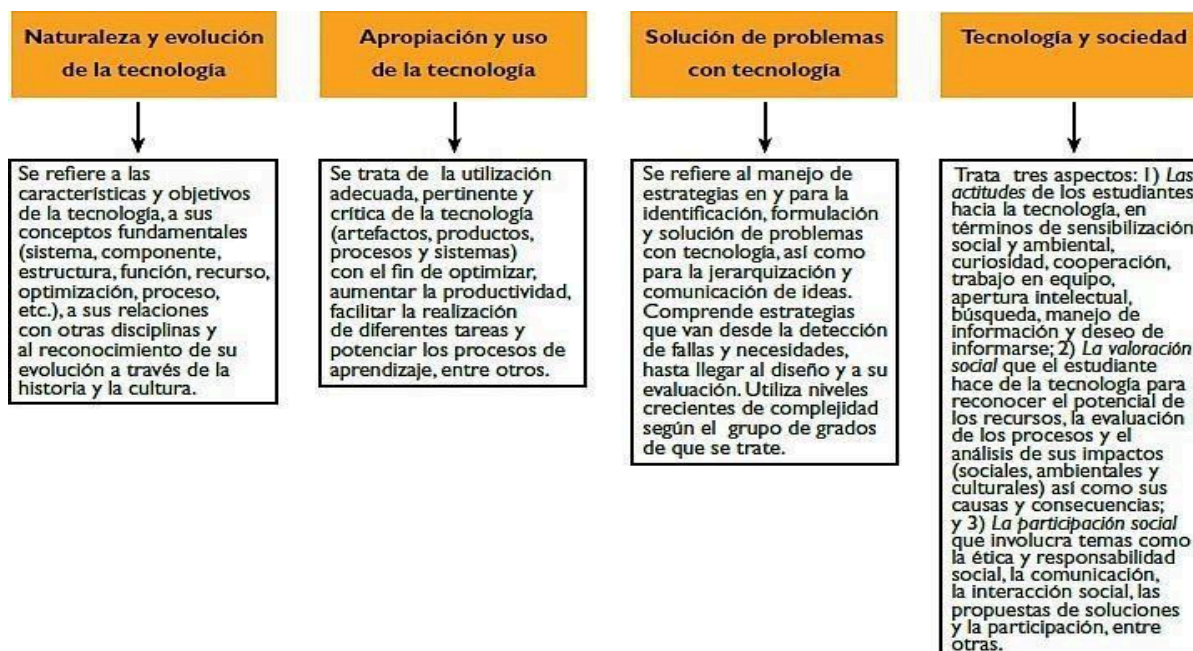 Naturaleza y evolución
de la tecnología
Se refiere a las
características y objetivos
de la tecnología, a sus
conceptos fundamentales
(sistema, componente,
estructura, función, recurso,
optimización, proceso,
etc.), a sus relaciones
con otras disciplinas y
al reconocimiento de su
evolución a través de la
historia y la cultura.
Apropiación y uso
de la tecnología
Se trata de la utilización
adecuada, pertinente y
crítica de la tecnología
(artefactos, productos,
procesos y sistemas)
con el fin de optimizar,
aumentar la productividad,
facilitar la realización
de diferentes tareas y
potenciar los procesos de
aprendizaje, entre otros.
Solución de problemas
con tecnología
Se refiere al manejo de
estrategias en y para la
identificación, formulación
y solución de problemas
con tecnología, así como
para la jerarquización y
comunicación de ideas.
Comprende estrategias
que van desde la detección
de fallas y necesidades,
hasta llegar al diseño y a su
evaluación. Utiliza niveles
crecientes de complejidad
según el grupo de grados
de que se trate.
Tecnología y sociedad
Trata tres aspectos: 1) Las
actitudes de los estudiantes
hacia la tecnología, en
términos de sensibilización
social y ambiental,
curiosidad, cooperación,
trabajo en equipo,
apertura intelectual,
búsqueda, manejo de
información y deseo de
informarse; 2) La valoración
social que el estudiante
hace de la tecnología para
reconocer el potencial de
los recursos, la evaluación
de los procesos y el
análisis de sus impactos
(sociales, ambientales y
culturales) así como sus
causas y consecuencias;
y 3) La participación social
que involucra temas como
la ética y responsabilidad
social, la comunicación,
la interacción social, las
propuestas de soluciones
y la participación, entre
otras.